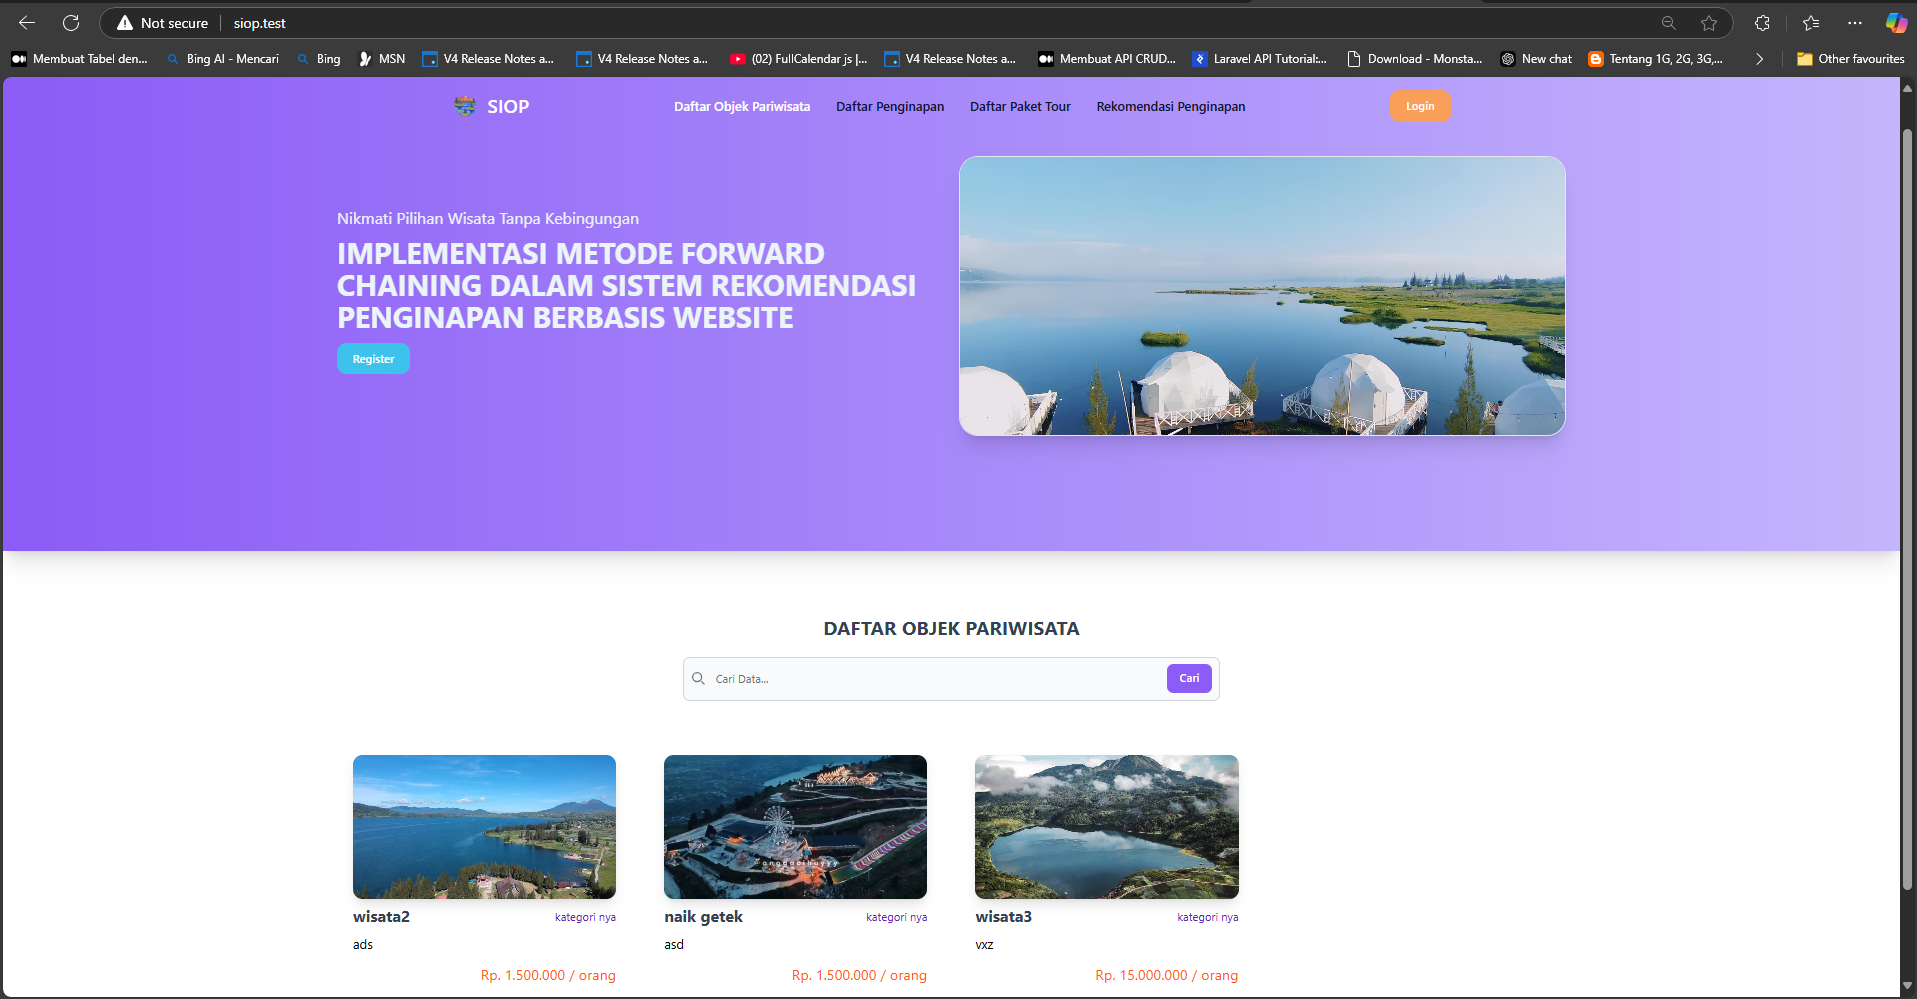 Not secure
siop.test
Membuat Tabel den...
Bing AI - Mencari
Bing
MSN
V4 Release Notes a...
V4 Release Notes a...
(02) FullCalendar js |...
V4 Release Notes a...
Membuat API CRUD...
Laravel API Tutorial:...
Download - Monsta...
New chat
Tentang 1G, 2G, 3G,...
Other favourites
SIOP
Daftar Objek Pariwisata
Daftar Penginapan
Daftar Paket Tour
Rekomendasi Penginapan
Login
Nikmati Pilihan Wisata Tanpa Kebingungan
IMPLEMENTASI METODE FORWARD
CHAINING DALAM SISTEM REKOMENDASI
PENGINAPAN BERBASIS WEBSITE
Register
DAFTAR OBJEK PARIWISATA
Cari Data...
Cari
wisata2
kategori nya
ads
Rp. 1.500.000 / orang
naik getek
kategori nya
asd
Rp. 1.500.000 / orang
wisata3
kategori nya
vxz
Rp. 15.000.000 / orang